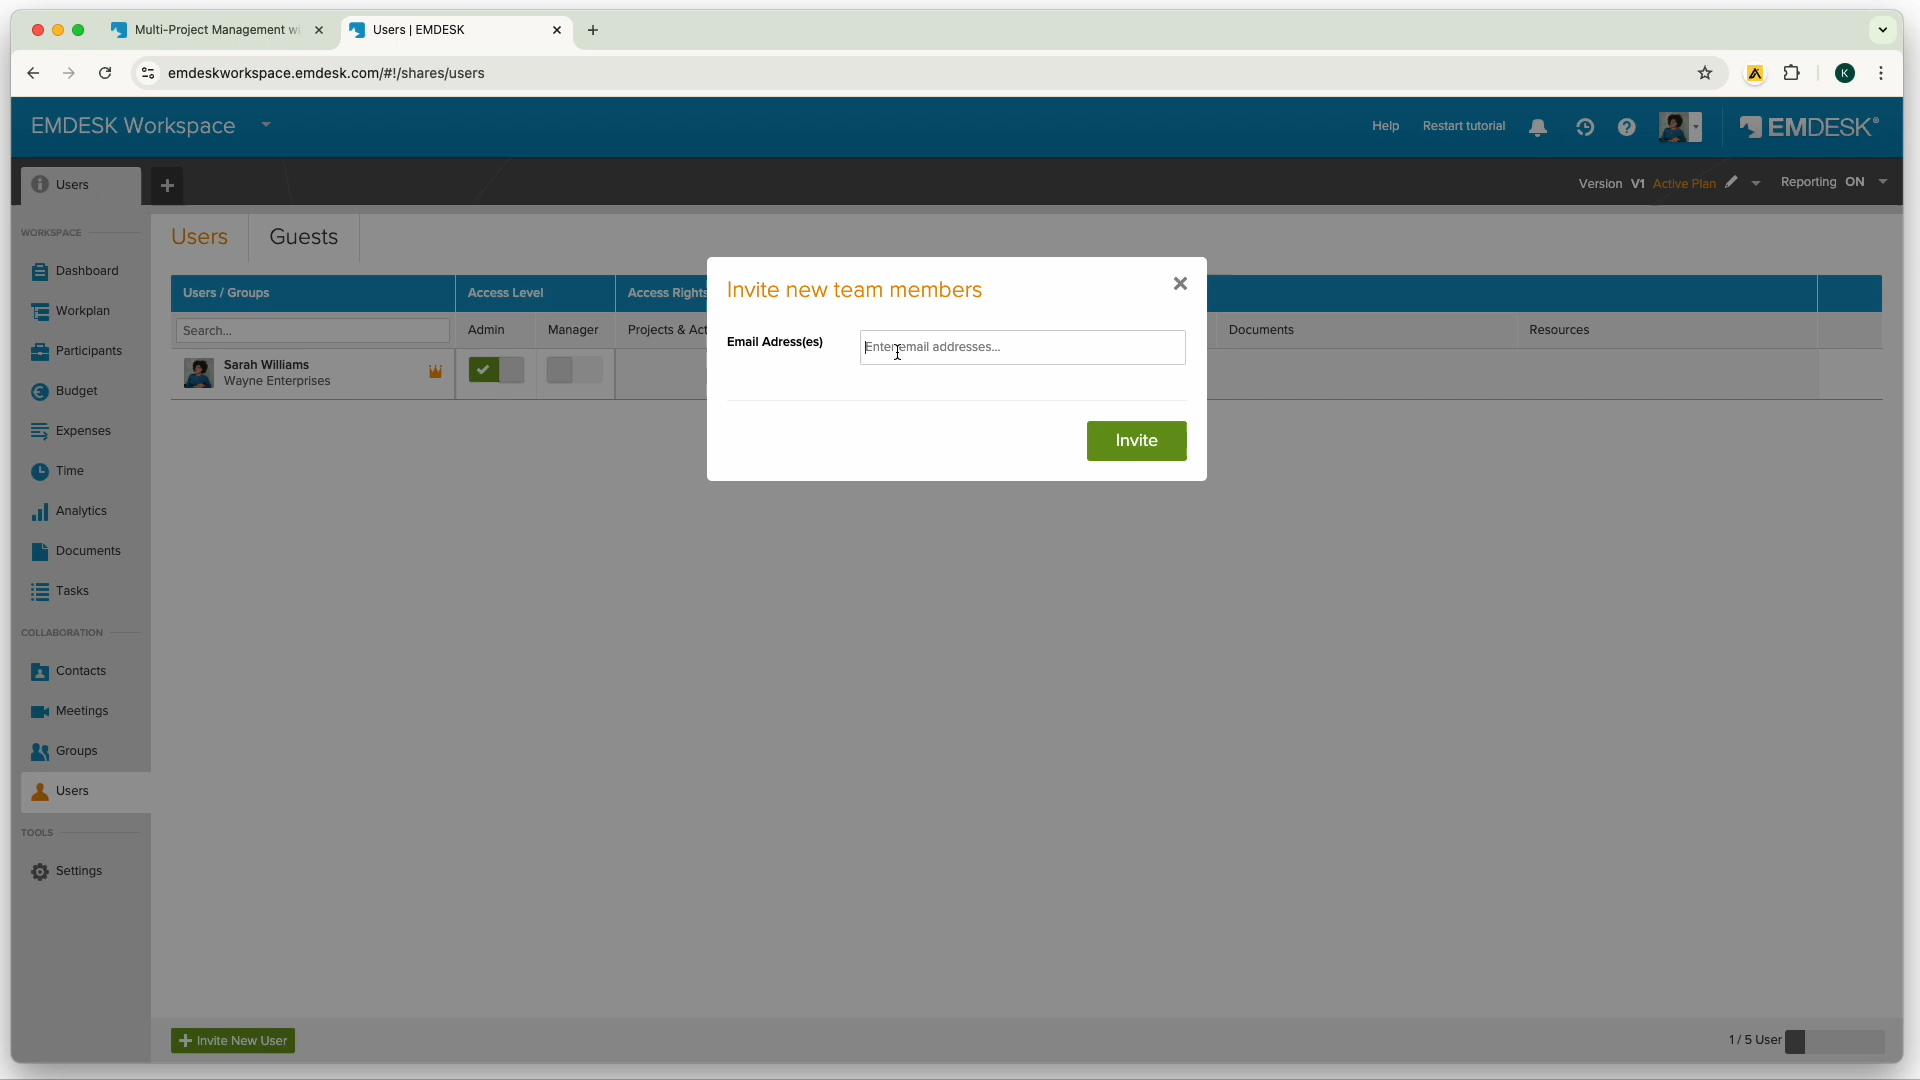 Multi-Project Management wi
Users | EMDESK
emdeskworkspace.emdesk.com/#!/shares/users
K
EMDESK Workspace
Help
Restart tutorial
EMDESK®
Users
Version V1 Active Plan
Reporting ON
WORKSPACE
Dashboard
Workplan
Participants
Budget
Expenses
Time
Analytics
Documents
Tasks
COLLABORATION
Contacts
Meetings
Groups
Users
TOOLS
Settings
Users
Guests
Users / Groups
Access Level
Access Rights
Search...
Admin
Manager
Projects & Act
Documents
Resources
Sarah Williams
Wayne Enterprises
Invite new team members
Email Adress(es)
Enter email addresses...
Invite
Invite New User
1 / 5 User